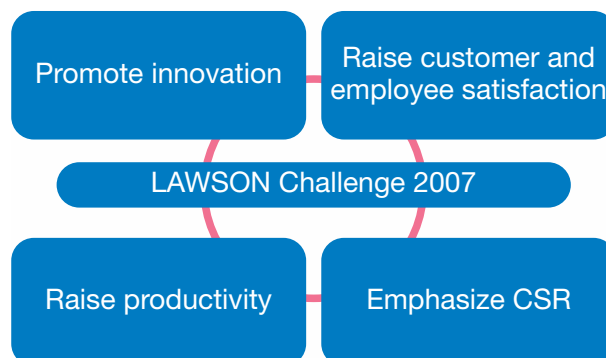 Promote innovation
Raise customer and
employee satisfaction
LAWSON Challenge 2007
Raise productivity
Emphasize CSR